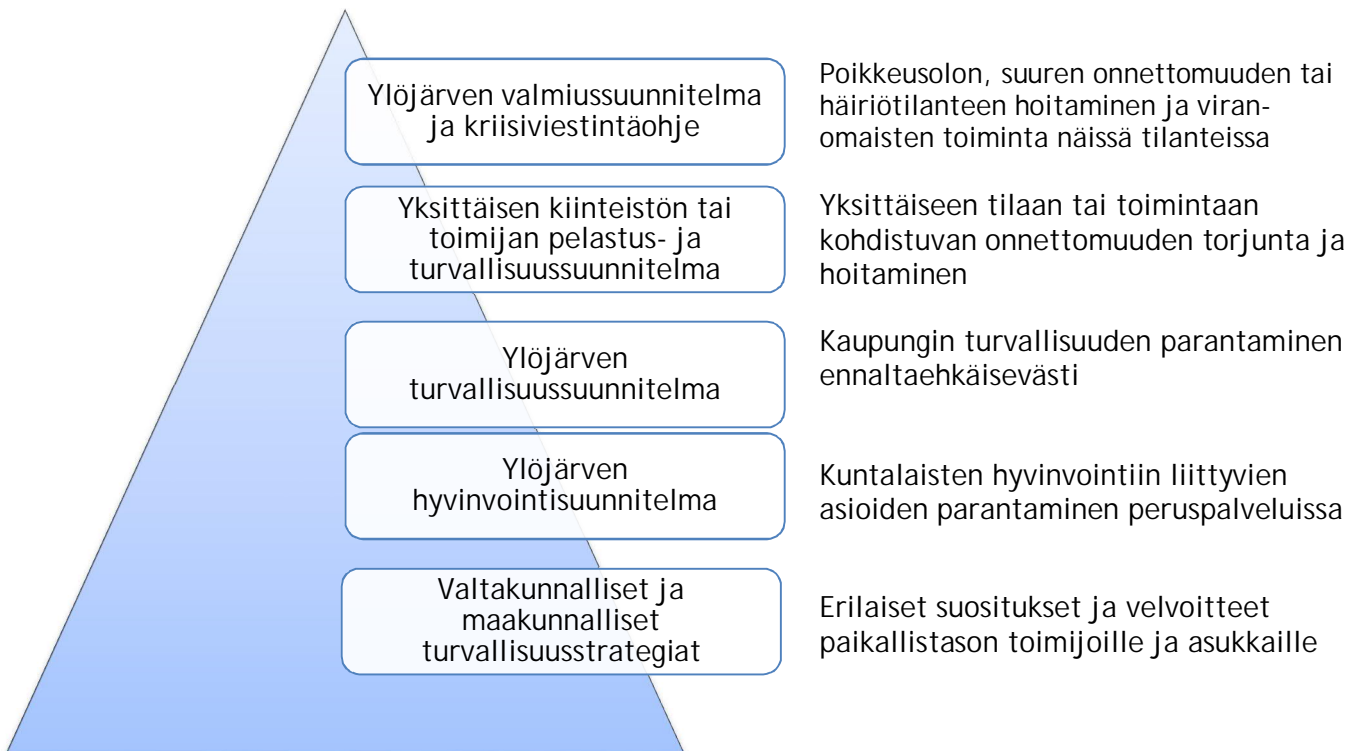 Ylöjärven valmiussuunnitelma
ja kriisiviestintäohje
Poikkeusolon, suuren onnettomuuden tai
häiriötilanteen hoitaminen ja viran-
omaisten toiminta näissä tilanteissa
Yksittäisen kiinteistön tai
toimijan pelastus- ja
turvallisuussuunnitelma
Yksittäiseen tilaan tai toimintaan
kohdistuvan onnettomuuden torjunta ja
hoitaminen
Ylöjärven
turvallisuussuunnitelma
Kaupungin turvallisuuden parantaminen
ennaltaehkäisevästi
Ylöjärven
hyvinvointisuunnitelma
Kuntalaisten hyvinvointiin liittyvien
asioiden parantaminen peruspalveluissa
Valtakunnalliset ja
maakunnalliset
turvallisuusstrategiat
Erilaiset suositukset ja velvoitteet
paikallistason toimijoille ja asukkaille